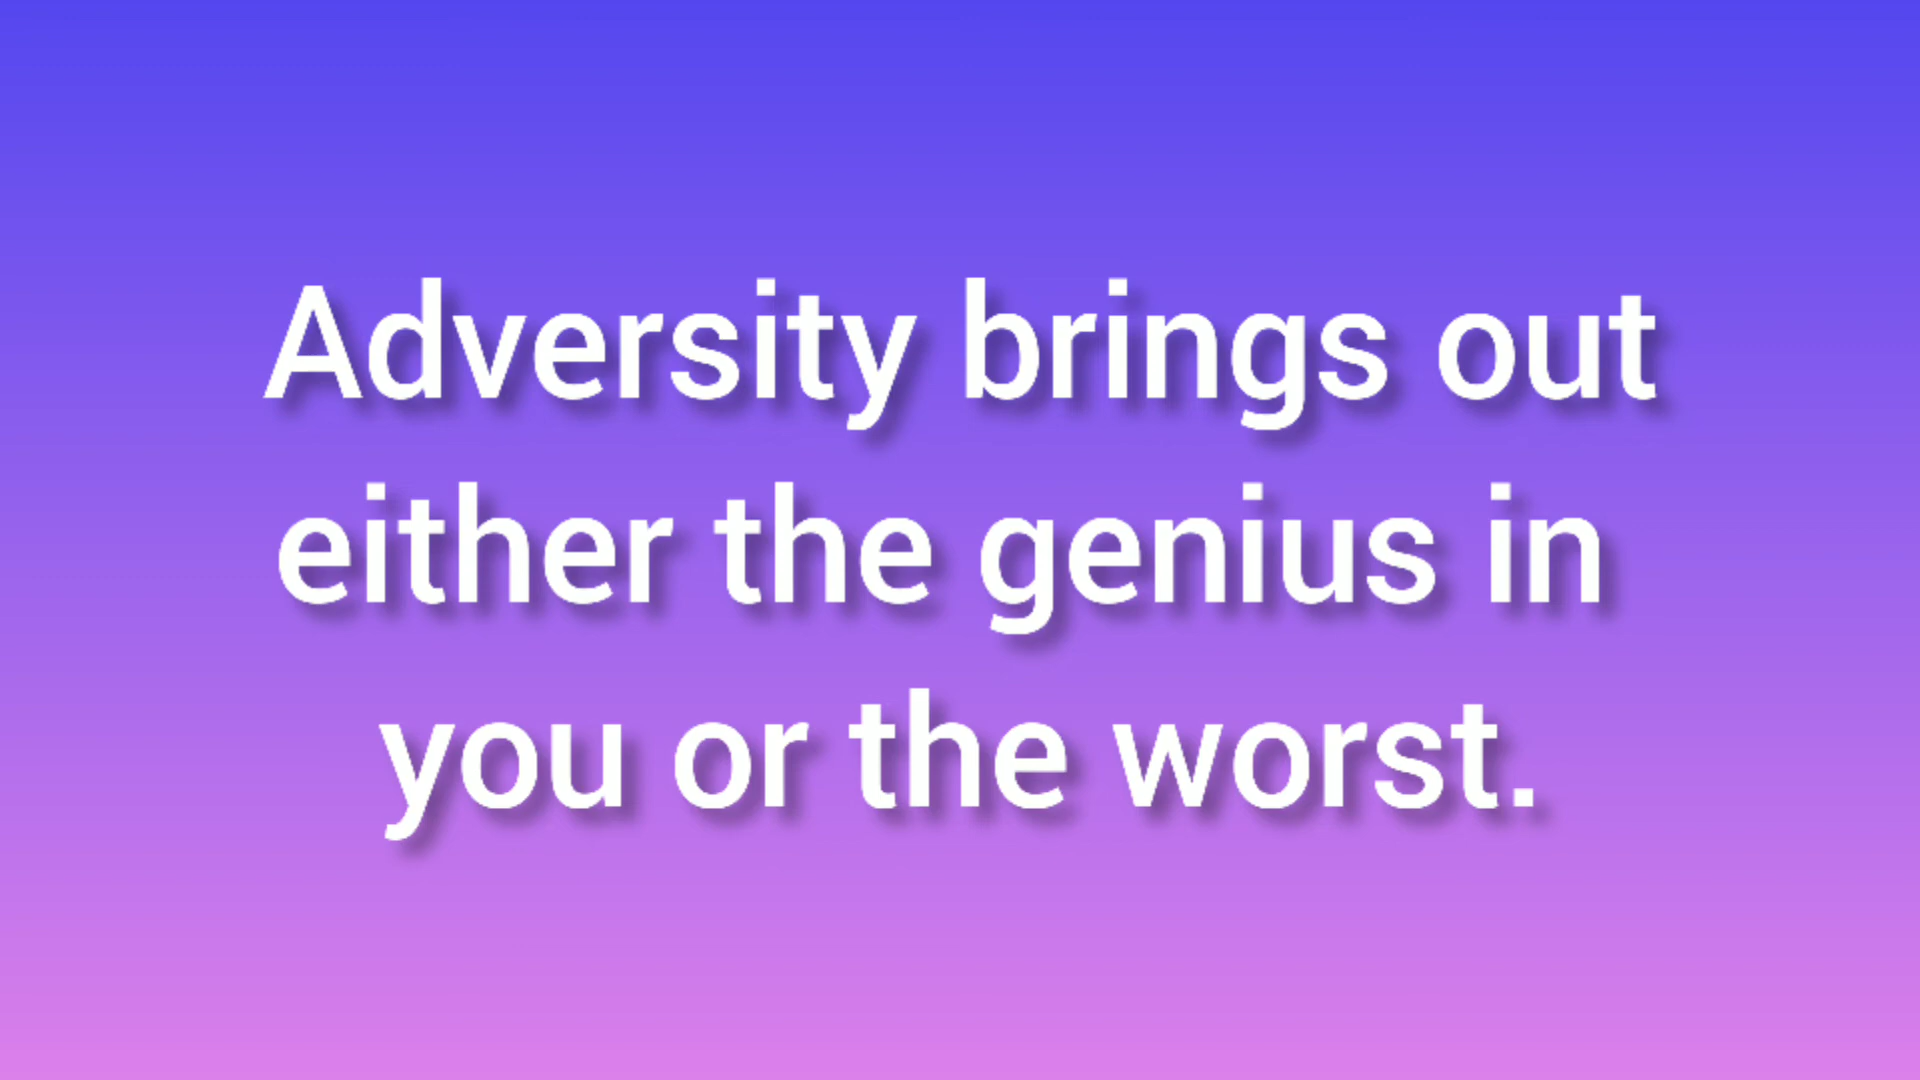 Adversity brings out
either the genius in
you or the worst.